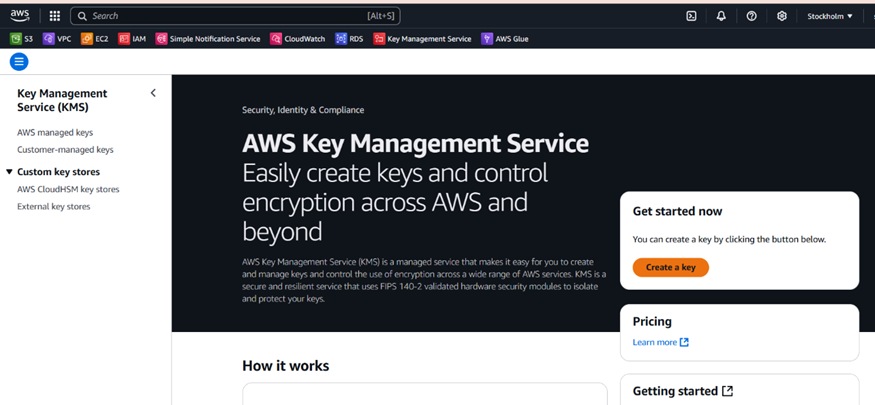 aws
Search [Alt+S]
Stockholm
S3 VPC EC2 IAM Simple Notification Service CloudWatch RDS Key Management Service AWS Glue
Key Management
Service (KMS)
AWS managed keys
Customer-managed keys
Custom key stores
AWS CloudHSM key stores
External key stores
Security, Identity & Compliance
AWS Key Management Service
Easily create keys and control
encryption across AWS and
beyond
AWS Key Management Service (KMS) is a managed service that makes it easy for you to create
and manage keys and control the use of encryption across a wide range of AWS services. KMS is a
secure and resilient service that uses FIPS 140-2 validated hardware security modules to isolate
and protect your keys.
Get started now
You can create a key by clicking the button below.
Create a key
Pricing
Learn more
How it works
Getting started